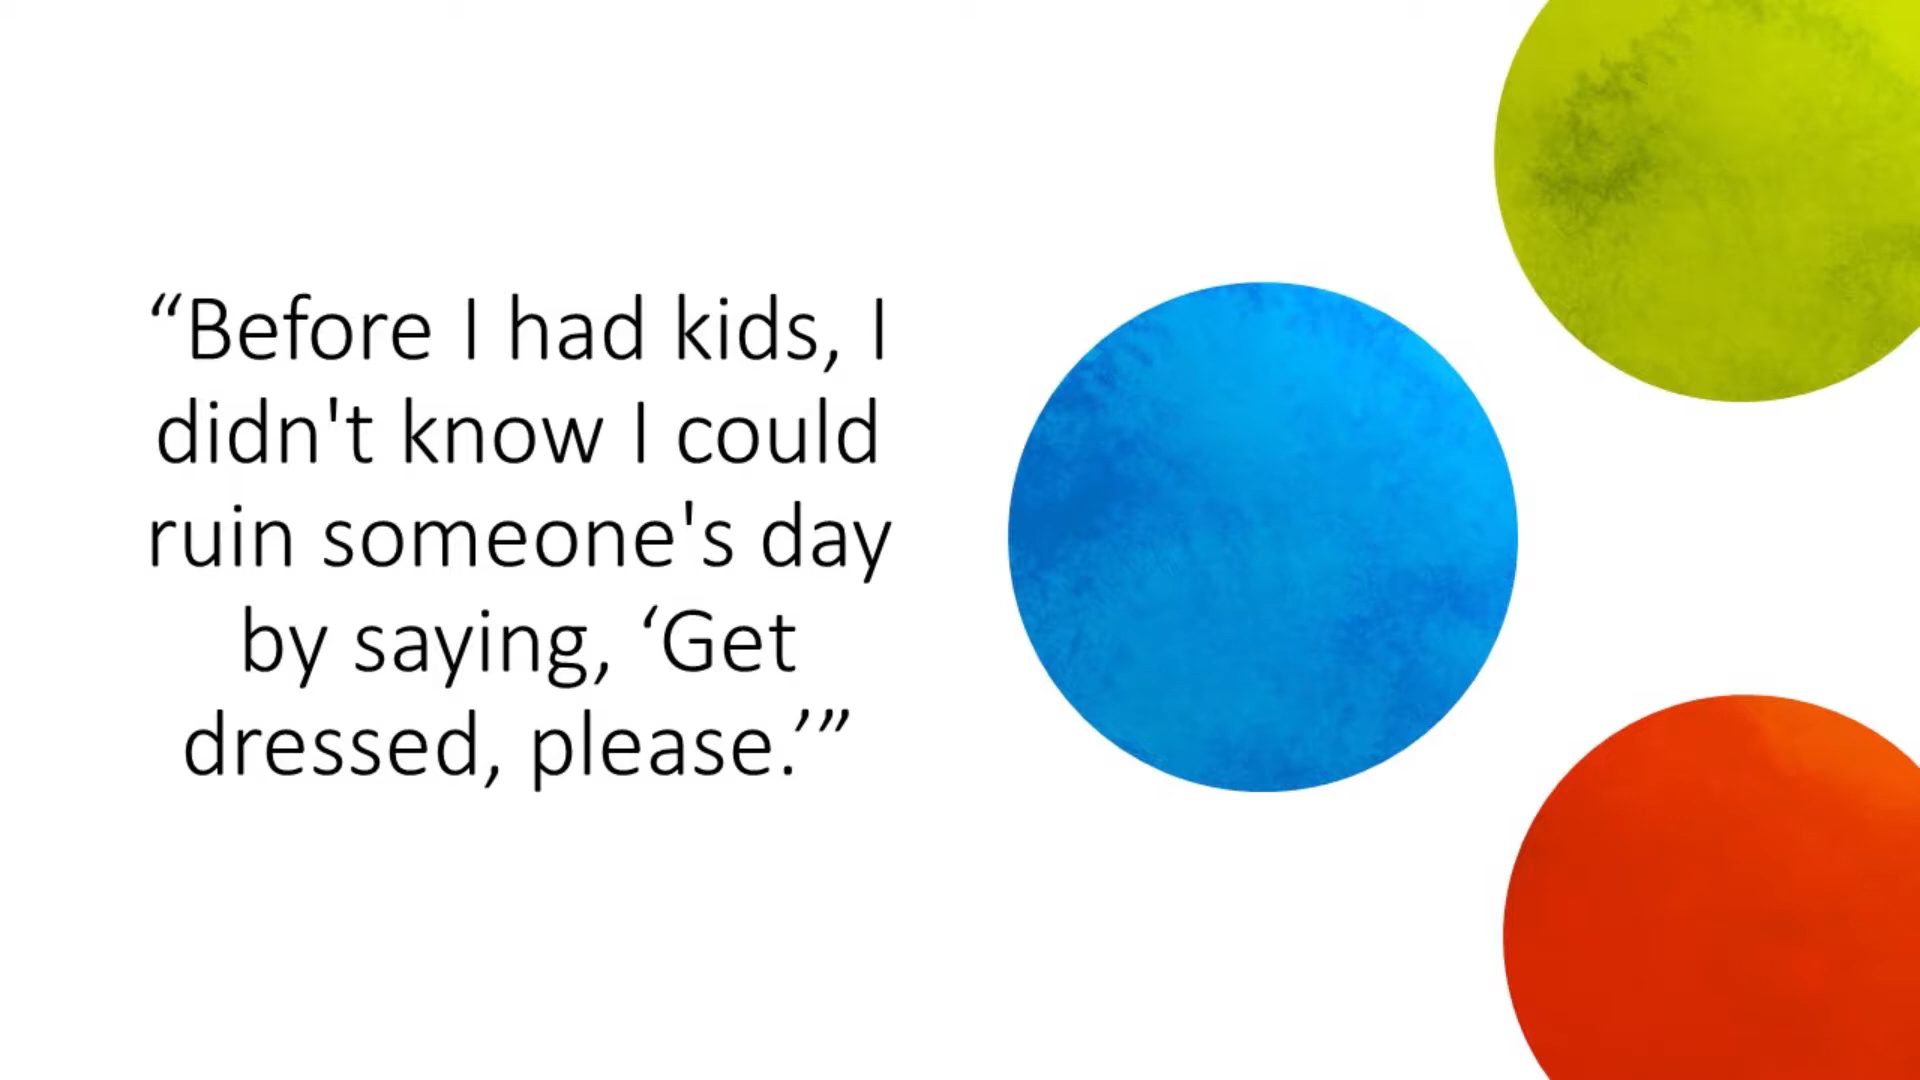 “Before I had kids, I
didn't know I could
ruin someone's day
by saying, ‘Get
dressed, please.’”